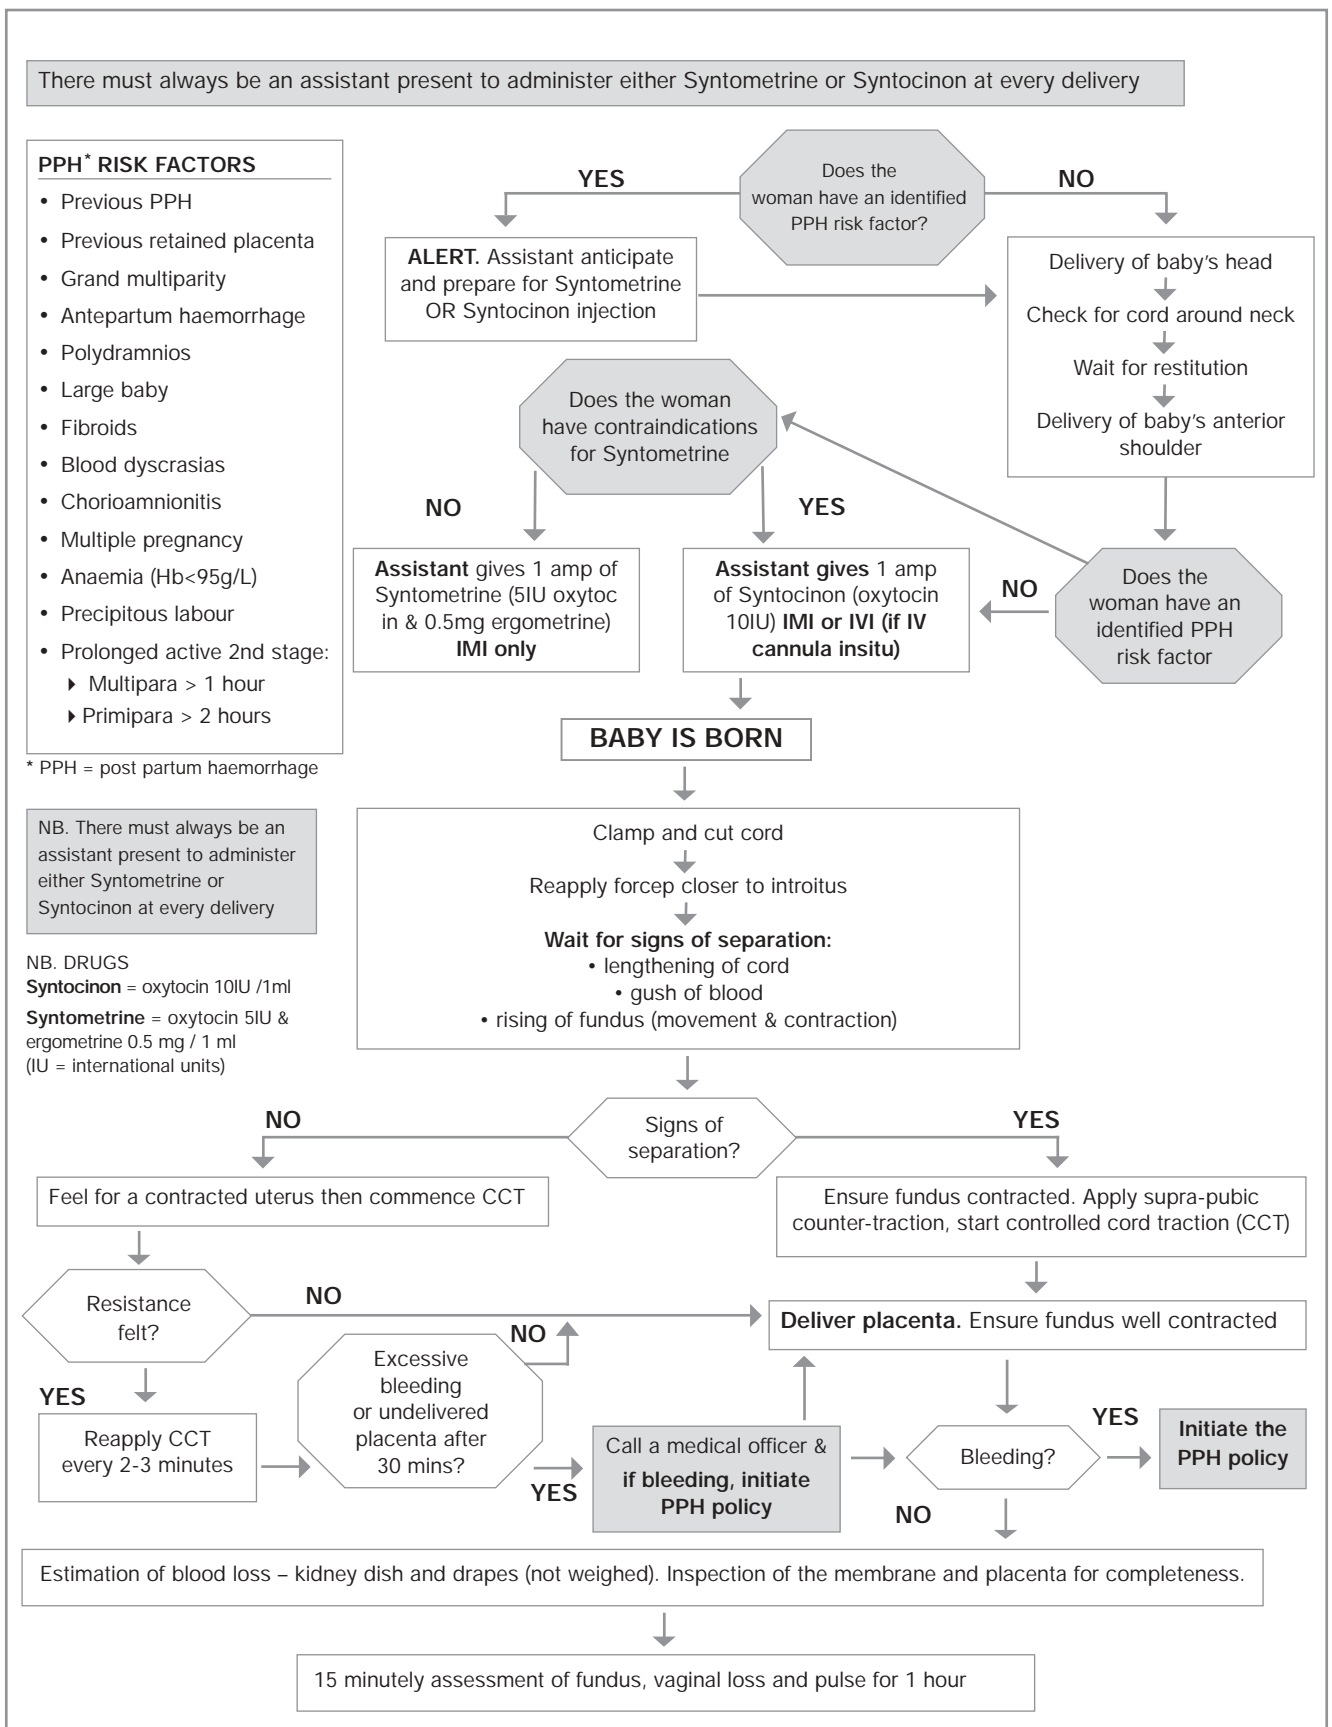 There must always be an assistant present to administer either Syntometrine or Syntocinon at every delivery
PPH* RISK FACTORS
• Previous PPH
• Previous retained placenta
• Grand multiparity
• Antepartum haemorrhage
• Polydramnios
• Large baby
• Fibroids
• Blood dyscrasias
• Chorioamnionitis
• Multiple pregnancy
• Anaemia (Hb<95g/L)
• Precipitous labour
• Prolonged active 2nd stage:
Multipara > 1 hour
Primipara > 2 hours
* PPH = post partum haemorrhage
NB. There must always be an
assistant present to administer
either Syntometrine or
Syntocinon at every delivery
NB. DRUGS
Syntocinon = oxytocin 10IU /1ml
Syntometrine = oxytocin 5IU &
ergometrine 0.5 mg / 1 ml
(IU = international units)
Does the
woman have an identified
PPH risk factor?
YES
NO
ALERT. Assistant anticipate
and prepare for Syntometrine
OR Syntocinon injection
Delivery of baby's head
Check for cord around neck
Wait for restitution
Delivery of baby's anterior
shoulder
Does the woman
have contraindications
for Syntometrine
NO
YES
Does the
woman have an
identified PPH
risk factor
NO
Assistant gives 1 amp of
Syntometrine (5IU oxytoc
in & 0.5mg ergometrine)
IMI only
Assistant gives 1 amp
of Syntocinon (oxytocin
10IU) IMI or IVI (if IV
cannula insitu)
BABY IS BORN
Clamp and cut cord
Reapply forcep closer to introitus
Wait for signs of separation:
• lengthening of cord
• gush of blood
• rising of fundus (movement & contraction)
Signs of
separation?
NO
YES
Feel for a contracted uterus then commence CCT
Ensure fundus contracted. Apply supra-pubic
counter-traction, start controlled cord traction (CCT)
Resistance
felt?
NO
YES
Deliver placenta. Ensure fundus well contracted
Reapply CCT
every 2-3 minutes
Excessive
bleeding
or undelivered
placenta after
30 mins?
NO
YES
Call a medical officer &
if bleeding, initiate
PPH policy
Bleeding?
YES
NO
Initiate the
PPH policy
Estimation of blood loss – kidney dish and drapes (not weighed). Inspection of the membrane and placenta for completeness.
15 minutely assessment of fundus, vaginal loss and pulse for 1 hour